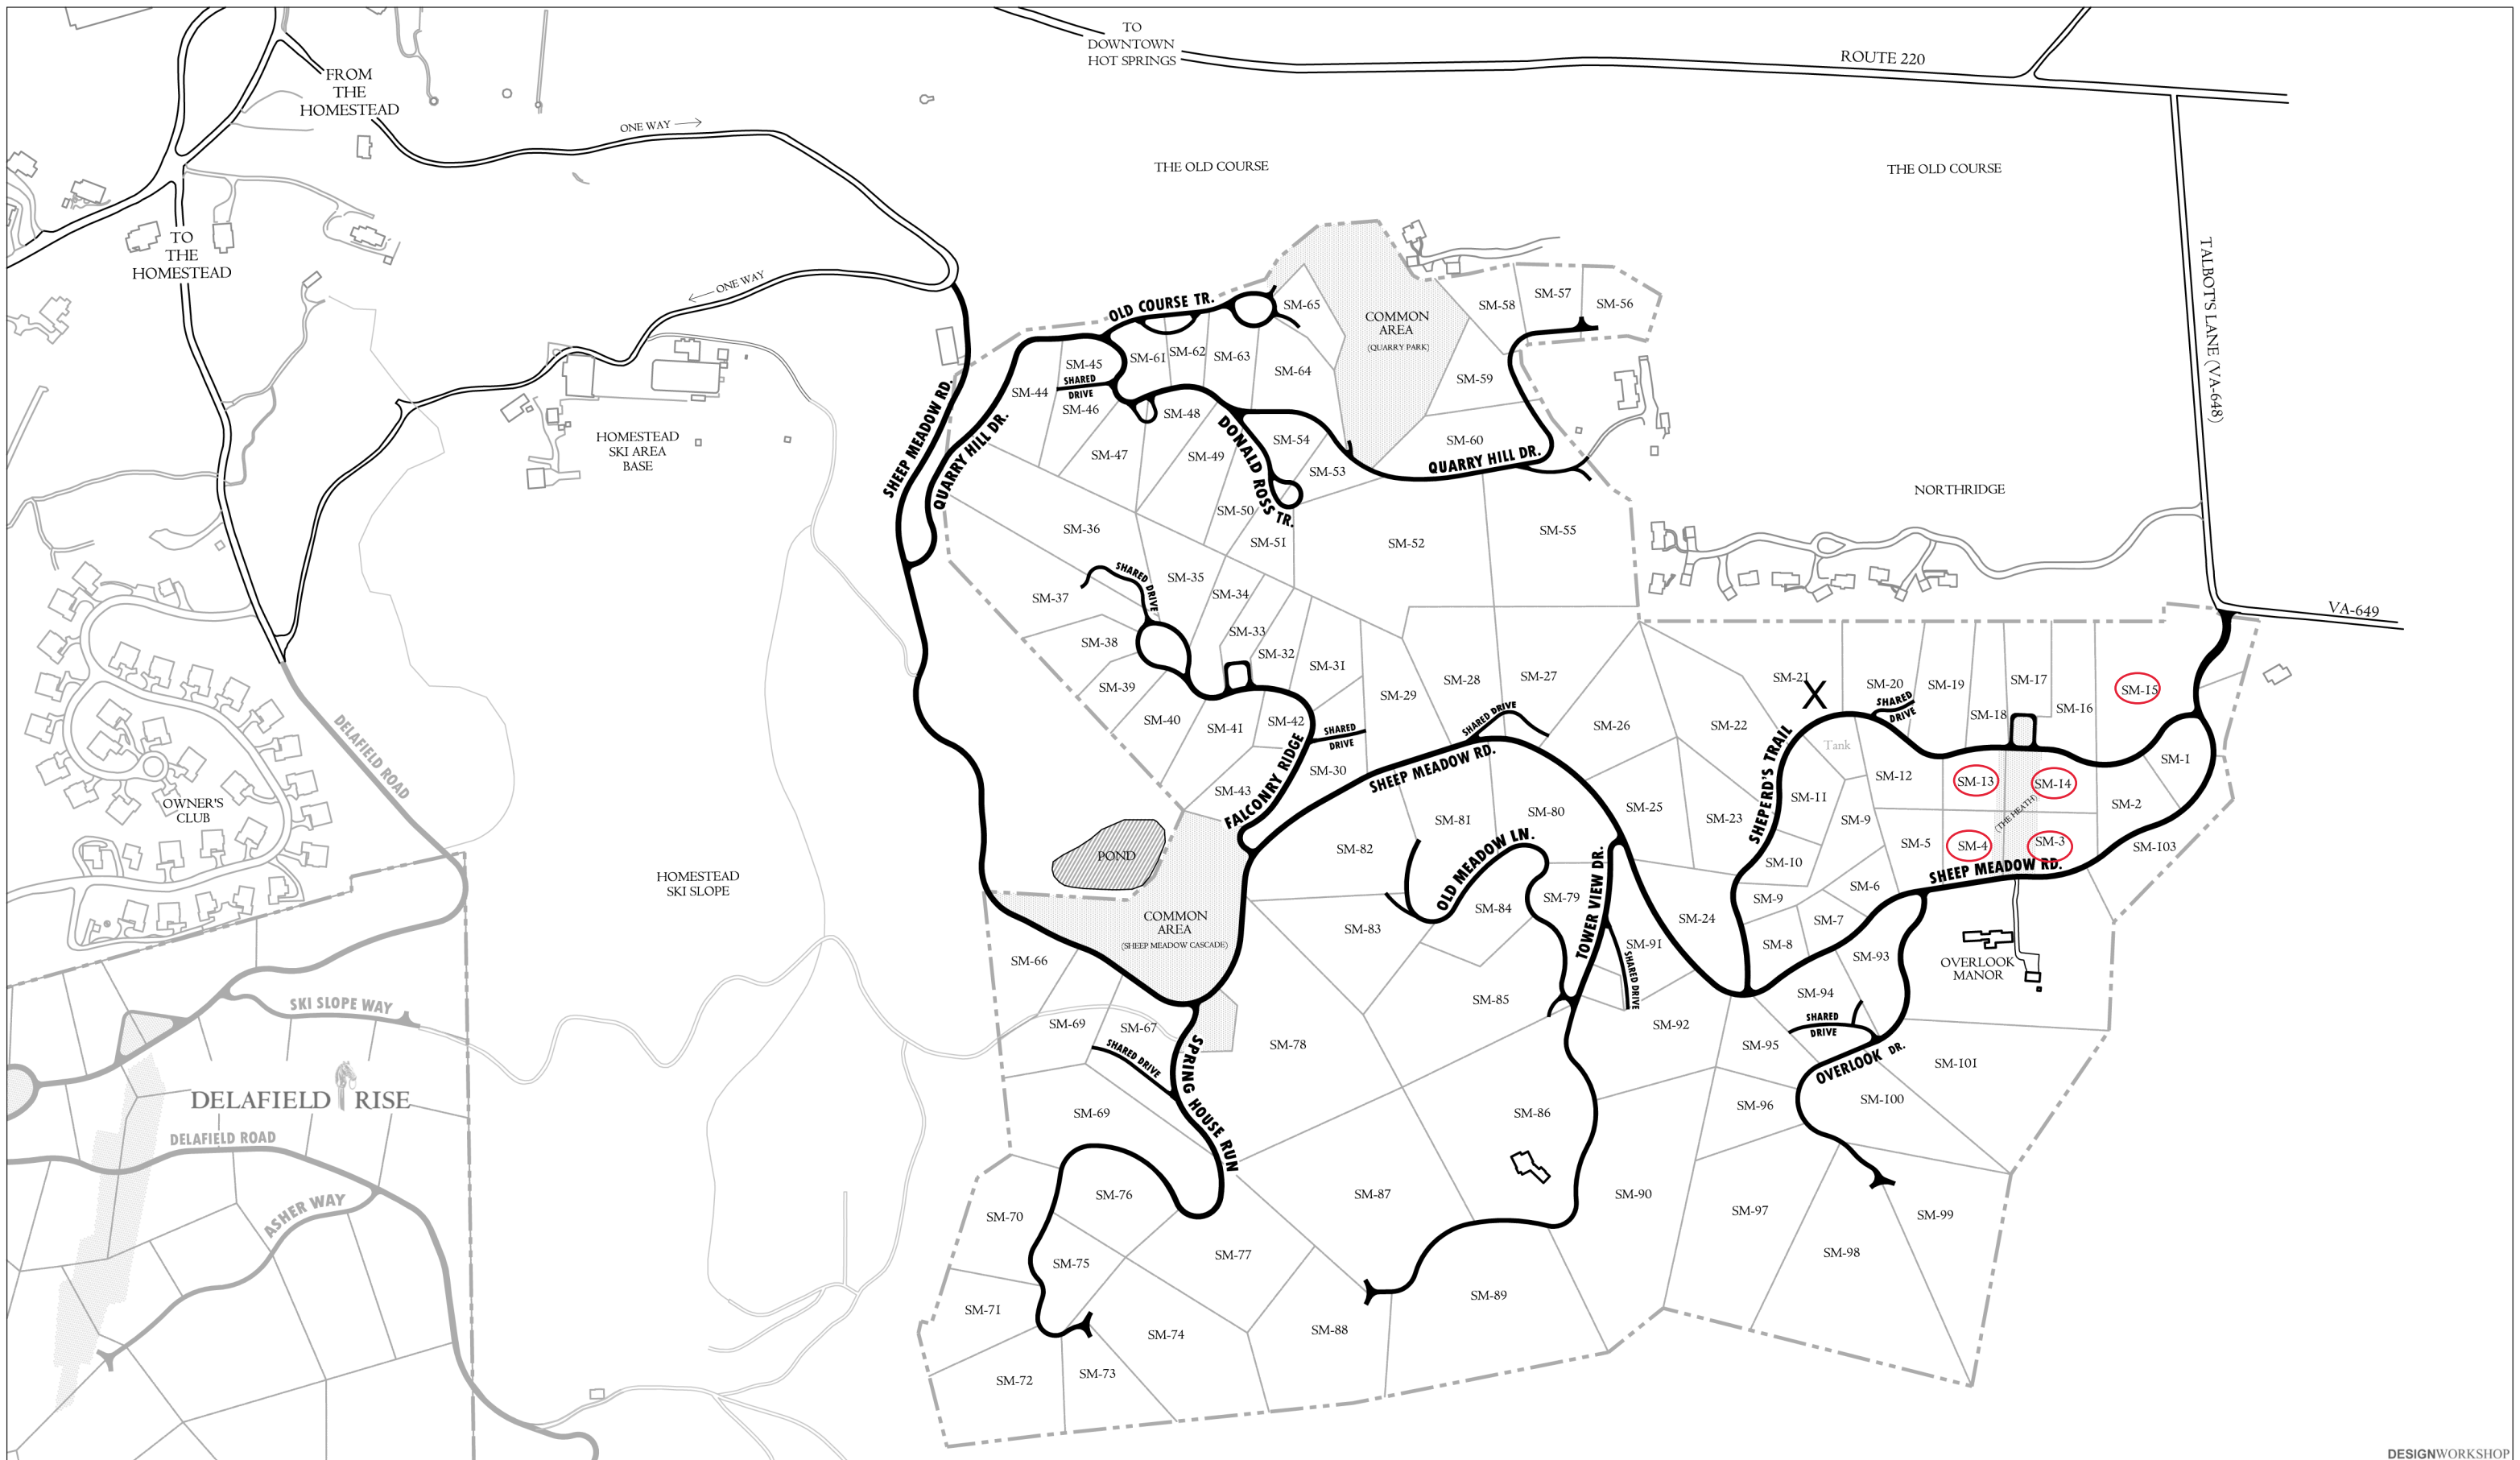 TO
DOWNTOWN
HOT SPRINGS
ROUTE 220
FROM
THE
HOMESTEAD
ONE WAY →
THE OLD COURSE
THE OLD COURSE
TO
THE
HOMESTEAD
← ONE WAY
TALBOT'S LANE (VA-648)
OLD COURSE TR.
SM-65
COMMON
AREA
(QUARRY PARK)
SM-58
SM-57
SM-56
SM-45
SM-61
SM-62
SM-63
SM-64
SM-59
SHARED
DRIVE
SM-44
SM-46
SM-48
SHEEP MEADOW RD.
QUARRY HILL DR.
DONALD ROSS TR.
SM-54
SM-60
SM-47
SM-49
SM-53
QUARRY HILL DR.
HOMESTEAD
SKI AREA
BASE
NORTHRIDGE
SM-50
SM-36
SM-51
SM-52
SM-55
SHARED DRIVE
SM-35
SM-34
SM-37
VA-649
SM-33
SM-38
SM-32
SM-31
SM-39
SM-29
SM-28
SM-27
SM-21
X
SM-20
SM-19
SM-17
SM-15
SHARED
DRIVE
SM-18
SM-16
SM-40
SM-41
SM-42
SHARED
DRIVE
SHARED DRIVE
SM-26
SM-22
Tank
SHEPHERD'S TRAIL
DELAFIELD ROAD
SHEEP MEADOW RD.
SM-30
SM-43
FALCONRY RIDGE
SM-12
SM-13
SM-14
SM-1
SM-11
SM-2
(THE HEATH)
OWNER'S
CLUB
SM-81
SM-80
SM-25
SM-23
SM-9
SM-82
OLD MEADOW LN.
SM-5
SM-4
SM-3
SM-103
POND
HOMESTEAD
SKI SLOPE
SM-10
SHEEP MEADOW RD.
SM-6
SM-9
SM-79
TOWER VIEW DR.
SM-84
COMMON
AREA
(SHEEP MEADOW CASCADE)
SM-83
SM-24
SM-7
SM-8
SM-91
SHARED DRIVE
SM-93
OVERLOOK
MANOR
SM-66
SM-94
SM-85
SKI SLOPE WAY
SM-69
SM-67
SHARED DRIVE
SM-78
SM-92
SHARED
DRIVE
SM-95
OVERLOOK DR.
SM-101
SPRING HOUSE RUN
DELAFIELD RISE
SM-69
SM-86
SM-96
SM-100
DELAFIELD ROAD
ASHER WAY
SM-76
SM-87
SM-90
SM-70
SM-97
SM-99
SM-77
SM-98
SM-75
SM-71
SM-89
SM-74
SM-88
SM-72
SM-73
DESIGNWORKSHOP